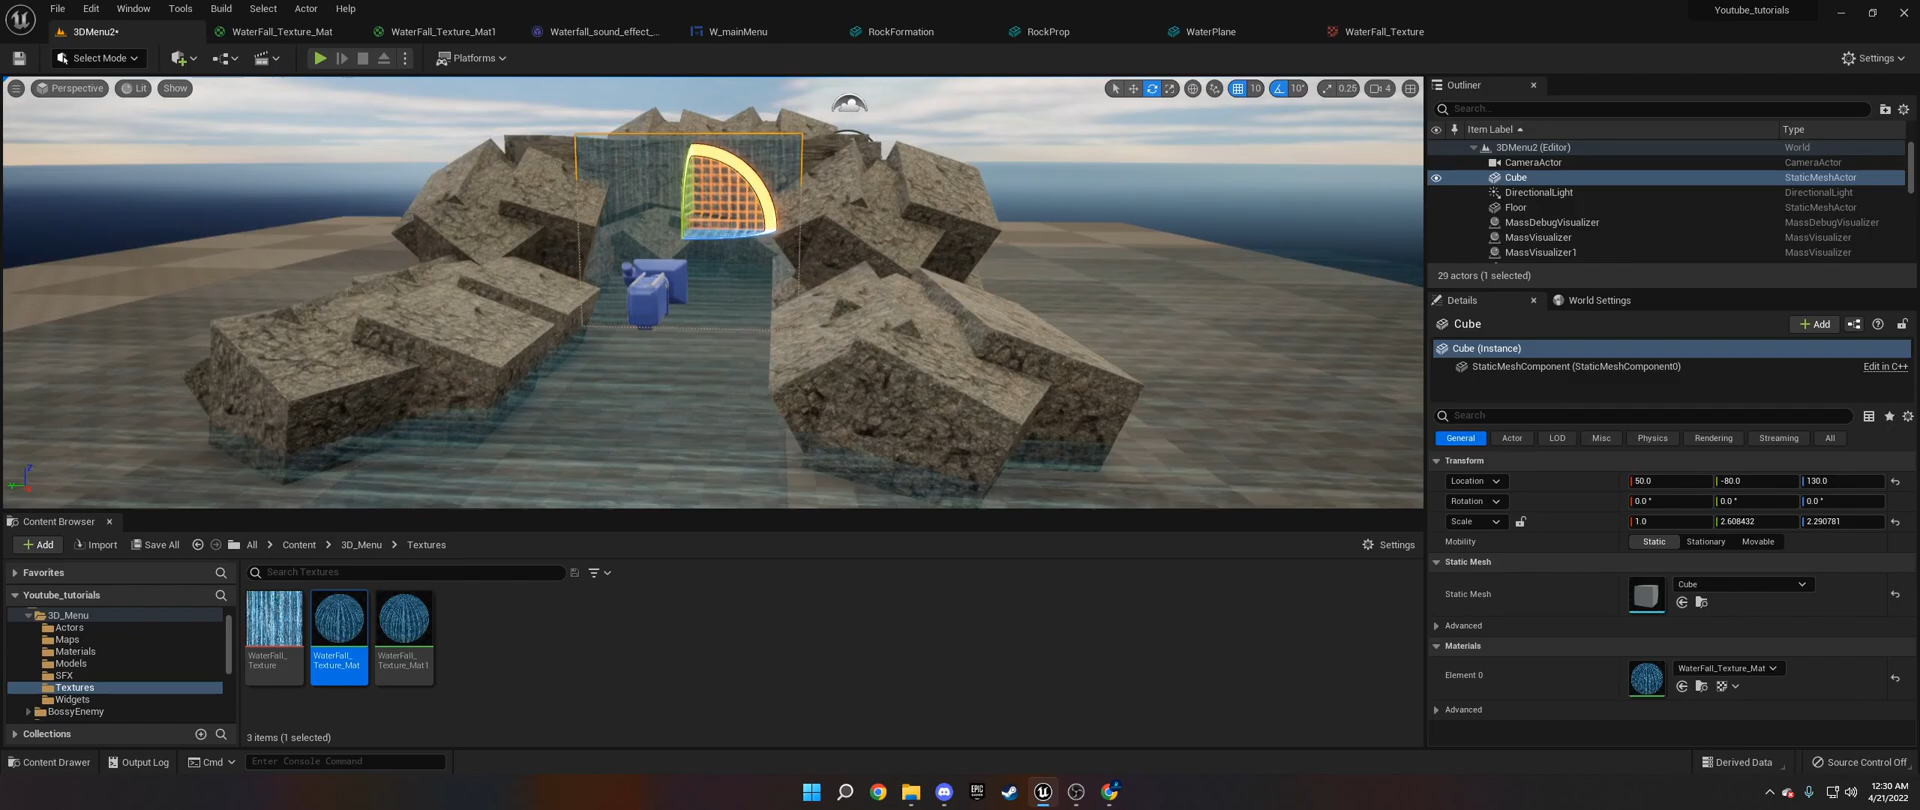 File Edit Window Tools Build Select Actor Help
Youtube_tutorials
3DMenu2* WaterFall_Texture_Mat WaterFall_Texture_Mat1 Waterfall_sound_effect_... W_mainMenu RockFormation RockProp WaterPlane WaterFall_Texture
Select Mode Platforms Settings
Perspective Lit Show 10 10° 0.25 4
Outliner
Search...
Item Label Type
3DMenu2 (Editor) World
CameraActor CameraActor
Cube StaticMeshActor
DirectionalLight DirectionalLight
Floor StaticMeshActor
MassDebugVisualizer MassDebugVisualizer
MassVisualizer MassVisualizer
MassVisualizer1 MassVisualizer
29 actors (1 selected)
Details World Settings
Cube + Add
Cube (Instance)
StaticMeshComponent (StaticMeshComponent0) Edit in C++
Search
General Actor LOD Misc Physics Rendering Streaming All
Transform
Location 50.0 -80.0 130.0
Rotation 0.0 ° 0.0 ° 0.0 °
Scale 1.0 2.608432 2.290781
Mobility Static Stationary Movable
Static Mesh
Static Mesh Cube
Advanced
Materials
Element 0 WaterFall_Texture_Mat
Advanced
Content Browser
+ Add Import Save All All Content 3D_Menu Textures Settings
Favorites
Search Textures
Youtube_tutorials
3D_Menu
Actors
Maps
Materials
Models
SFX
Textures
Widgets
BossyEnemy
WaterFall_
Texture
WaterFall_
Texture_Mat
WaterFall_
Texture_Mat1
Collections
3 items (1 selected)
Content Drawer Output Log Cmd Enter Console Command Derived Data Source Control Off
EPIC
GAMES
12:30 AM
4/21/2022